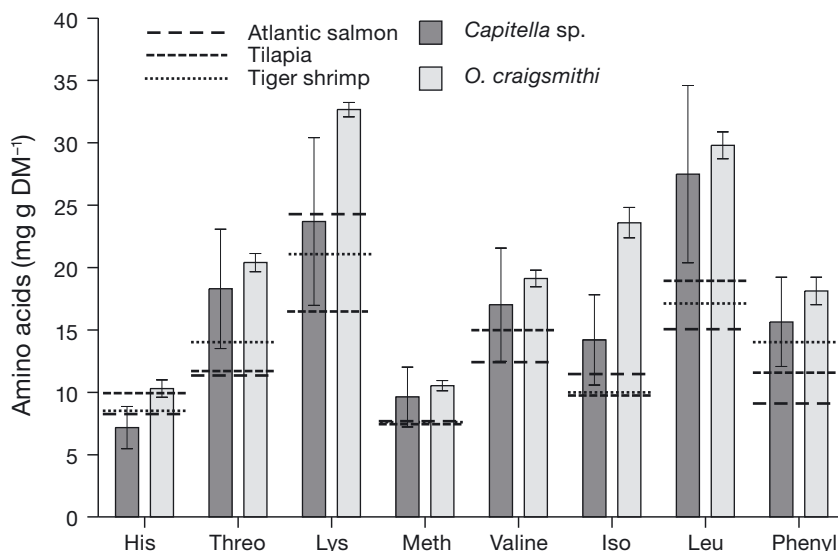 Amino acids (mg g DM⁻¹)
40
35
30
25
20
15
10
5
0
Atlantic salmon
Tilapia
Tiger shrimp
Capitella sp.
O. craigsmithi
His Threo Lys Meth Valine Iso Leu Phenyl